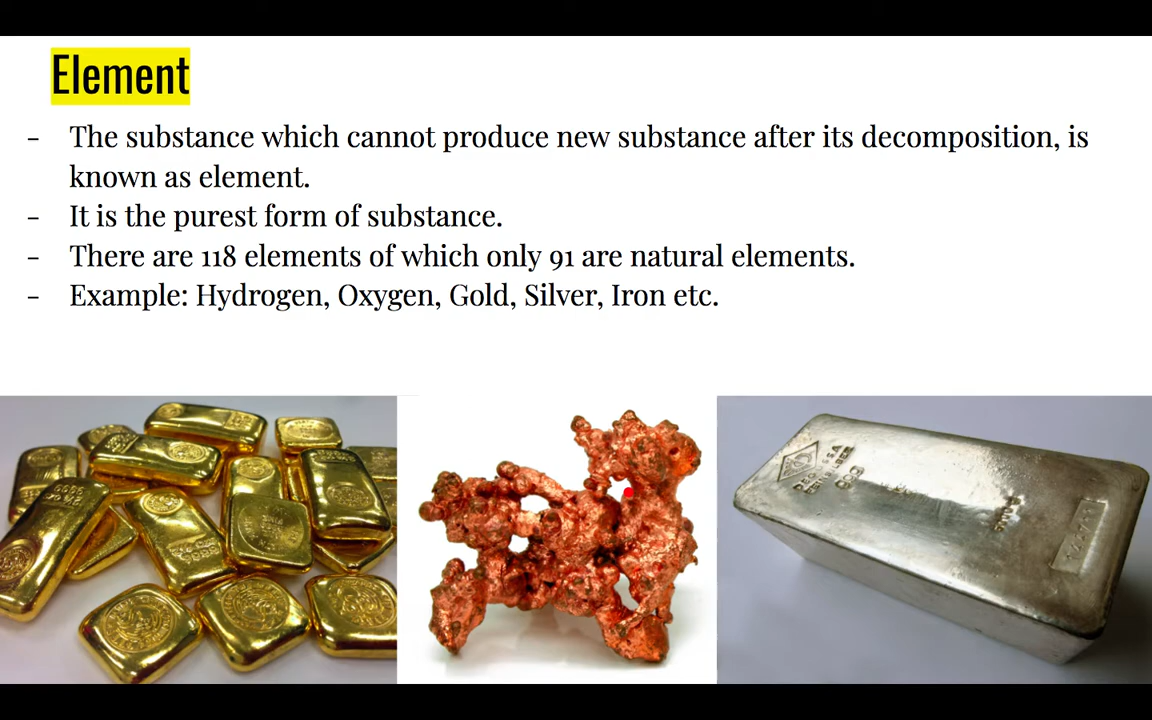 Element
- The substance which cannot produce new substance after its decomposition, is
known as element.
- It is the purest form of substance.
- There are 118 elements of which only 91 are natural elements.
- Example: Hydrogen, Oxygen, Gold, Silver, Iron etc.